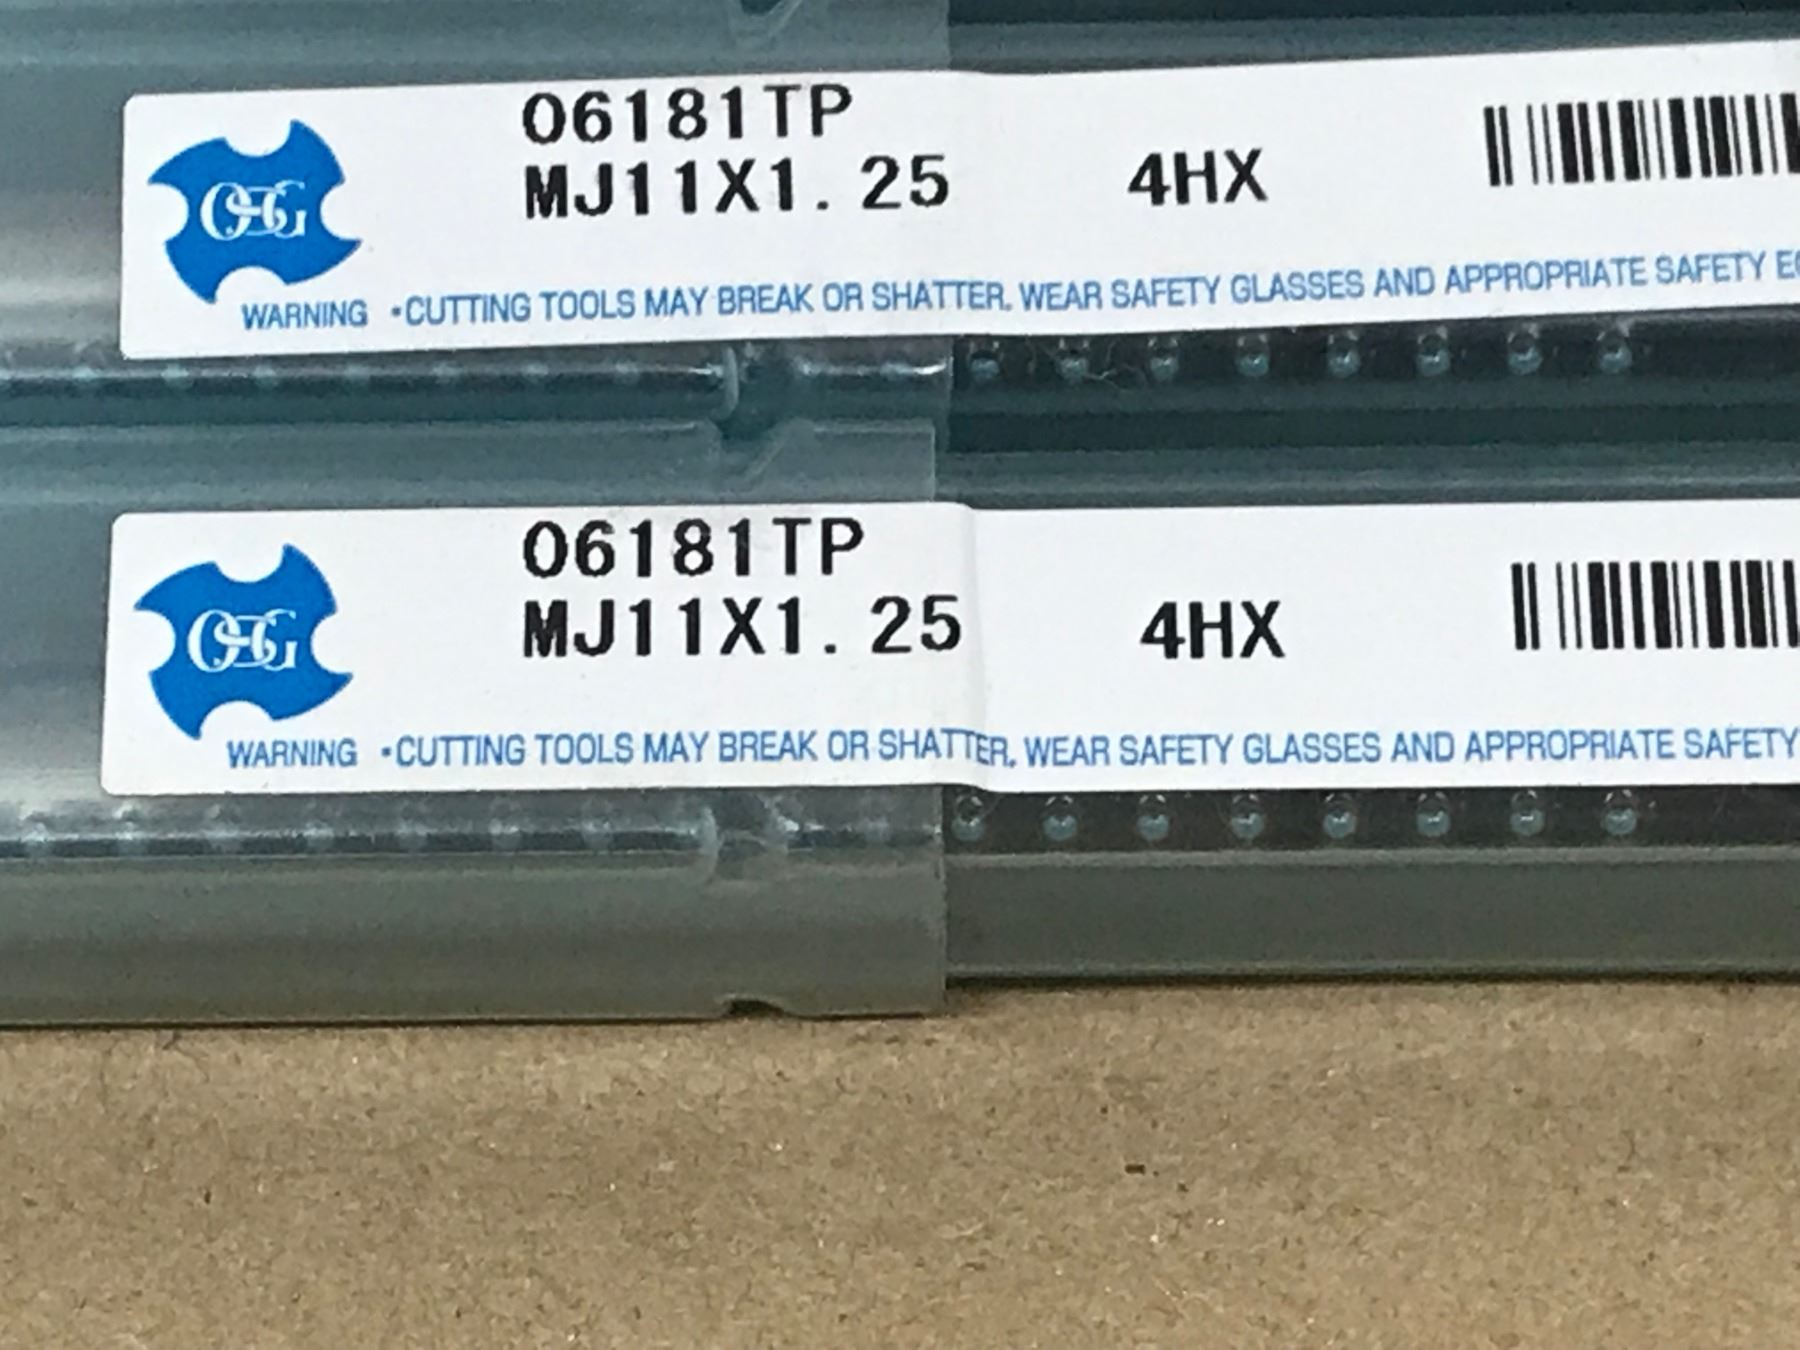 06181TP
MJ11X1.25 4HX
OSG
WARNING •CUTTING TOOLS MAY BREAK OR SHATTER. WEAR SAFETY GLASSES AND APPROPRIATE SAFETY
06181TP
MJ11X1.25 4HX
OSG
WARNING •CUTTING TOOLS MAY BREAK OR SHATTER. WEAR SAFETY GLASSES AND APPROPRIATE SAFETY